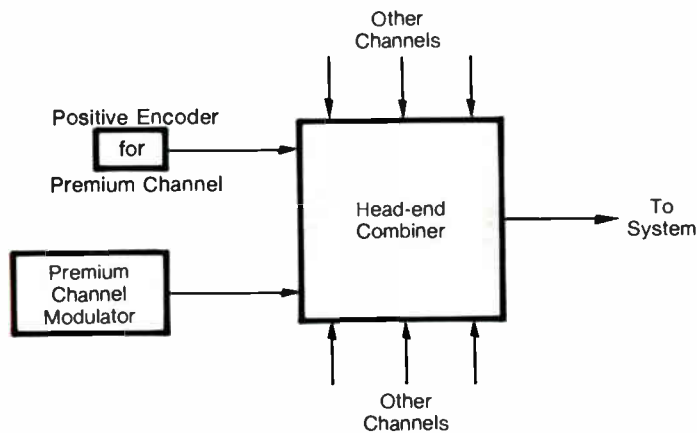 Other
Channels
Positive Encoder
for
Premium Channel
Head-end
Combiner
To
System
Premium
Channel
Modulator
Other
Channels